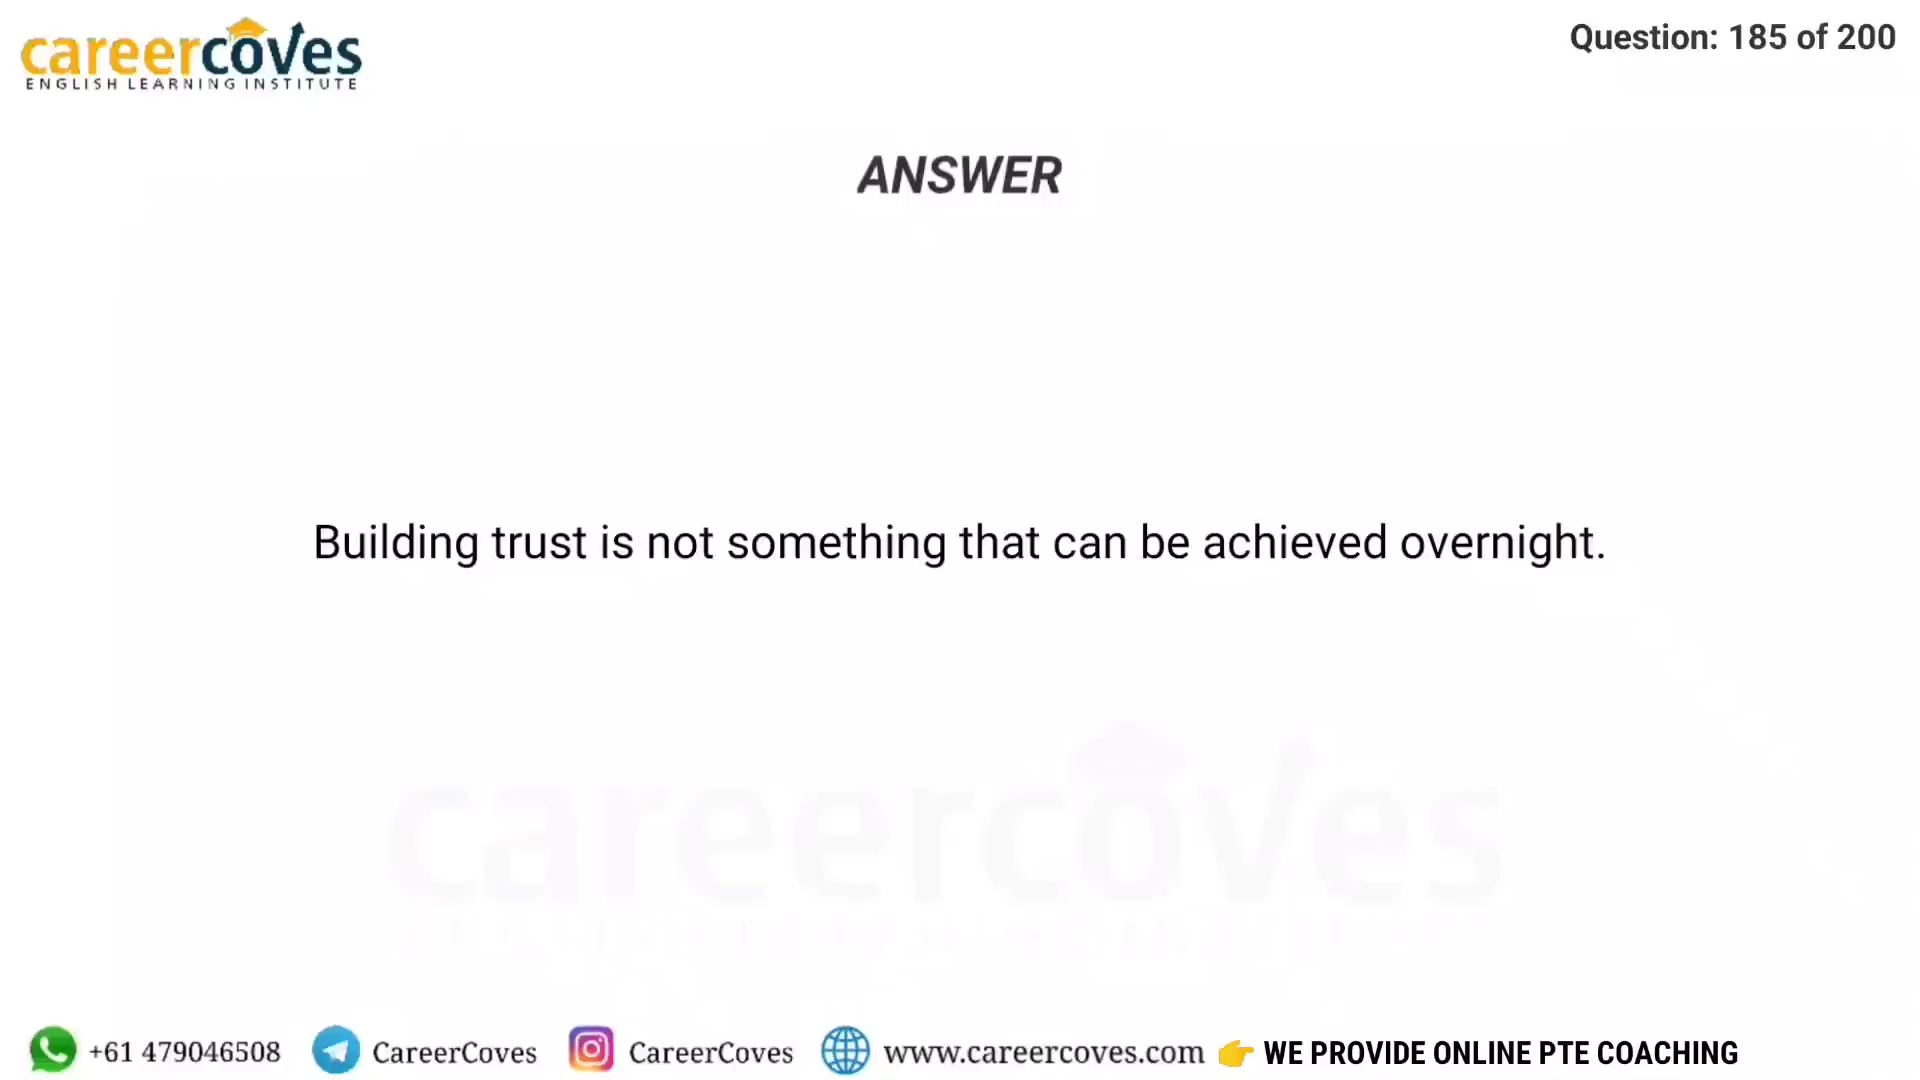 careercoves
ENGLISH LEARNING INSTITUTE
Question: 185 of 200
ANSWER
Building trust is not something that can be achieved overnight.
careercoves
+61 479046508 CareerCoves CareerCoves www.careercoves.com 👉 WE PROVIDE ONLINE PTE COACHING